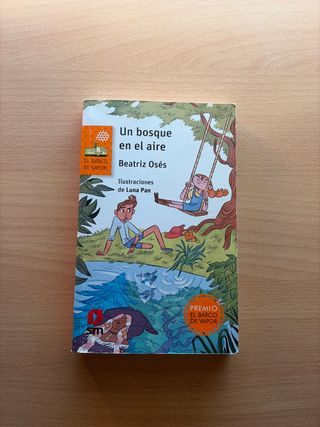 Un bosque
en el aire
Beatriz Osés
Ilustraciones
de Luna Pan
EL BARCO
DE VAPOR
PREMIO
EL BARCO
DE VAPOR
sm